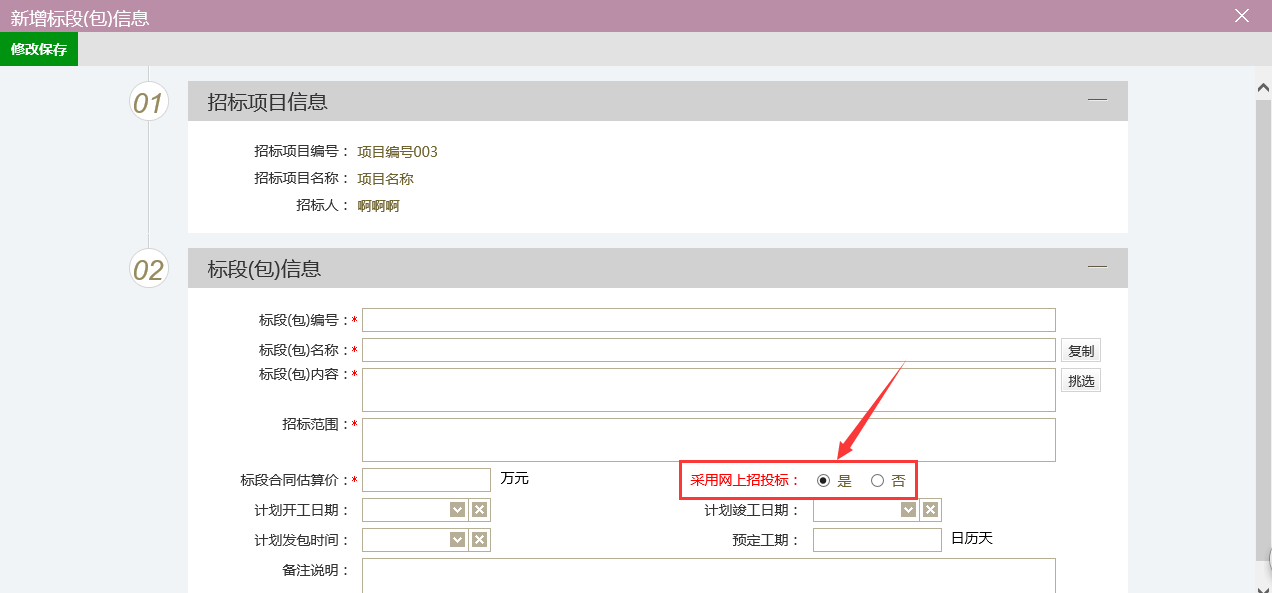 新增标段(包)信息
修改保存
01 招标项目信息
招标项目编号： 项目编号003
招标项目名称： 项目名称
招标人： 啊啊啊
02 标段(包)信息
标段(包)编号：*
标段(包)名称：* 复制
标段(包)内容：* 挑选
招标范围：*
标段合同估算价：* 万元 采用网上招投标： 是 否
计划开工日期： 计划竣工日期：
计划发包时间： 预定工期： 日历天
备注说明：